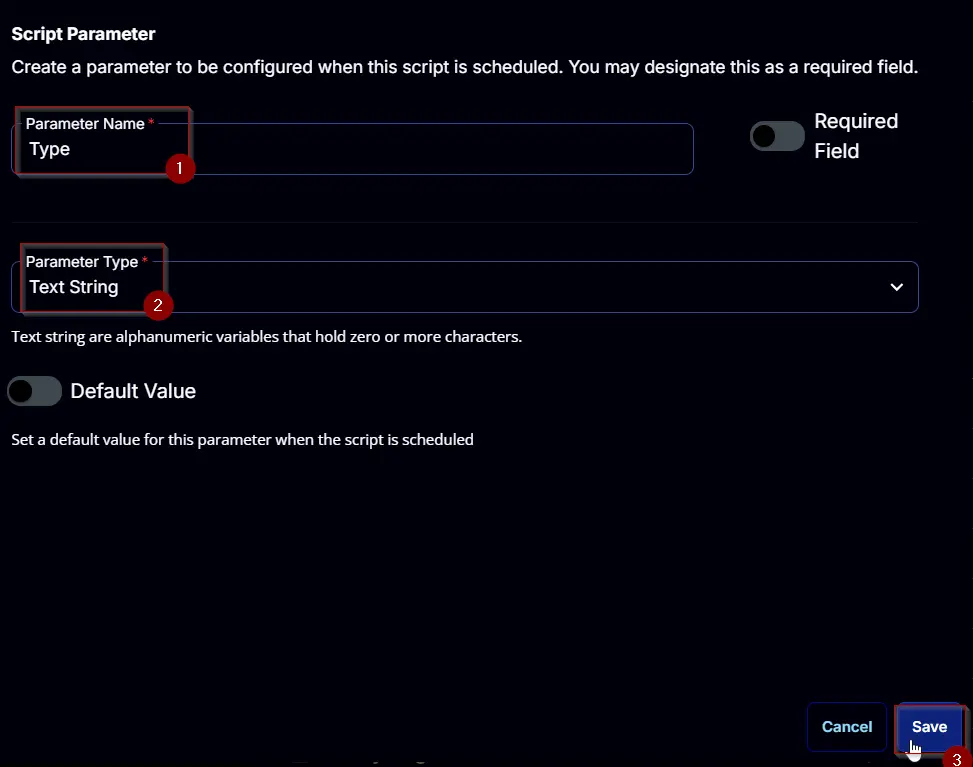 Script Parameter
Create a parameter to be configured when this script is scheduled. You may designate this as a required field.
Parameter Name *
Type
1
Required
Field
Parameter Type *
Text String
2
Text string are alphanumeric variables that hold zero or more characters.
Default Value
Set a default value for this parameter when the script is scheduled
Cancel
Save
3